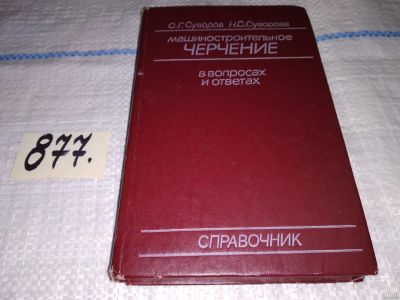 С.Г. Суворов Н.С. Суворова
машиностроительное
ЧЕРЧЕНИЕ
в вопросах
и ответах
СПРАВОЧНИК
877.